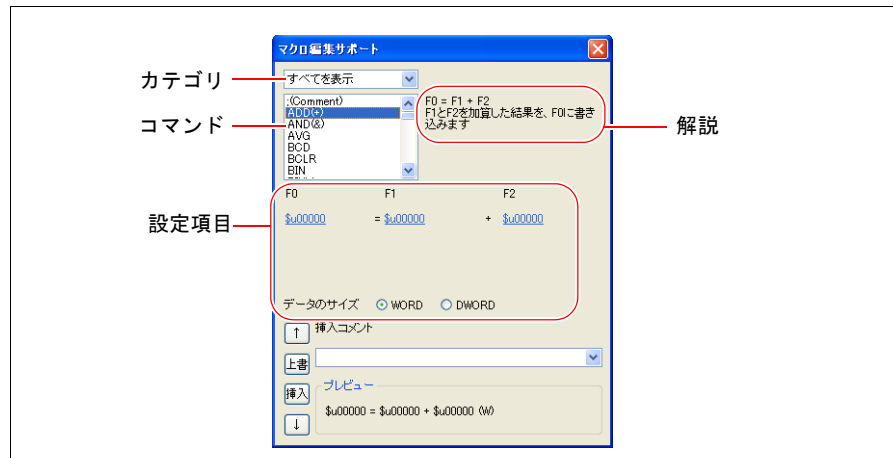 マクロ編集サポート
カテゴリ
すべてを表示
;(Comment)
ADD(+)
AND(&)
AVG
BCD
BCLR
BIN
コマンド
F0 = F1 + F2
F1とF2を加算した結果を、F0に書き
込みます
解説
設定項目
F0 F1 F2
$u00000 = $u00000 + $u00000
データのサイズ WORD DWORD
↑ 挿入コメント
上書
挿入
↓
プレビュー
$u00000 = $u00000 + $u00000 (W)